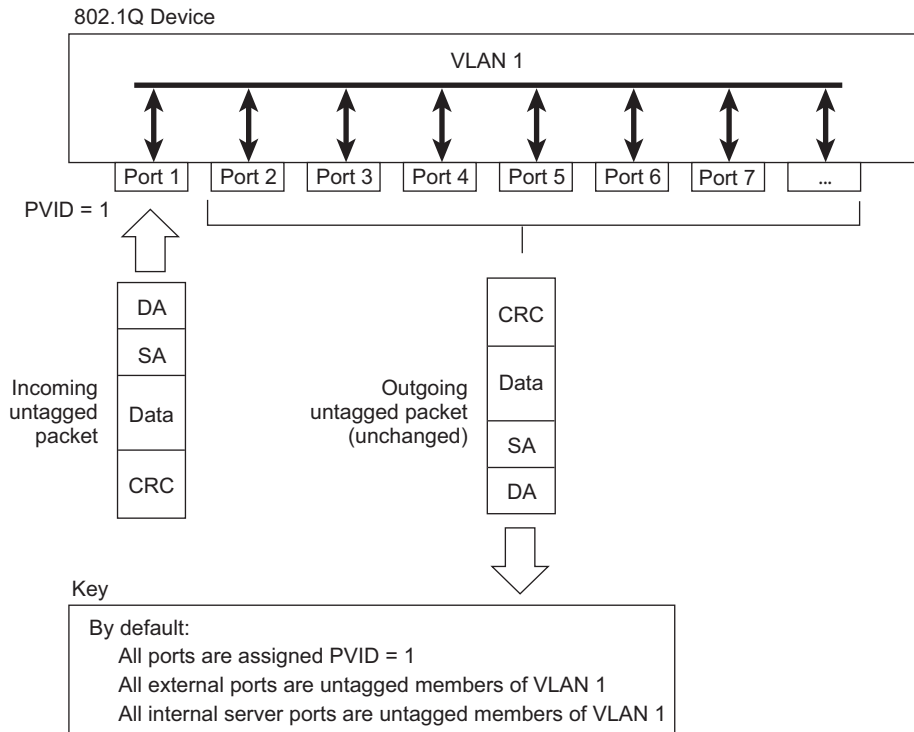 802.1Q Device
VLAN 1
Port 1
Port 2
Port 3
Port 4
Port 5
Port 6
Port 7
...
PVID = 1
DA
SA
Data
CRC
Incoming
untagged
packet
CRC
Data
SA
DA
Outgoing
untagged packet
(unchanged)
Key
By default:
All ports are assigned PVID = 1
All external ports are untagged members of VLAN 1
All internal server ports are untagged members of VLAN 1